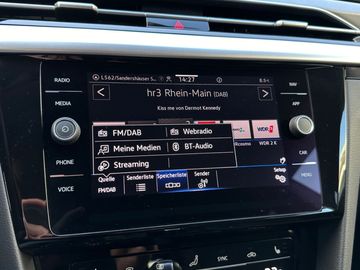 RADIO
MEDIA
PHONE
VOICE
L562/Sandershäuser S... 14:27 8.5°C
hr3 Rhein-Main (DAB)
Kiss me von Dermot Kennedy
FM/DAB Webradio
Meine Medien BT-Audio
Streaming
WDR 2 K
Quelle Senderliste Speicherliste Sender Setup
FM/DAB
NAV
APP
CAR
MENU
SYNC